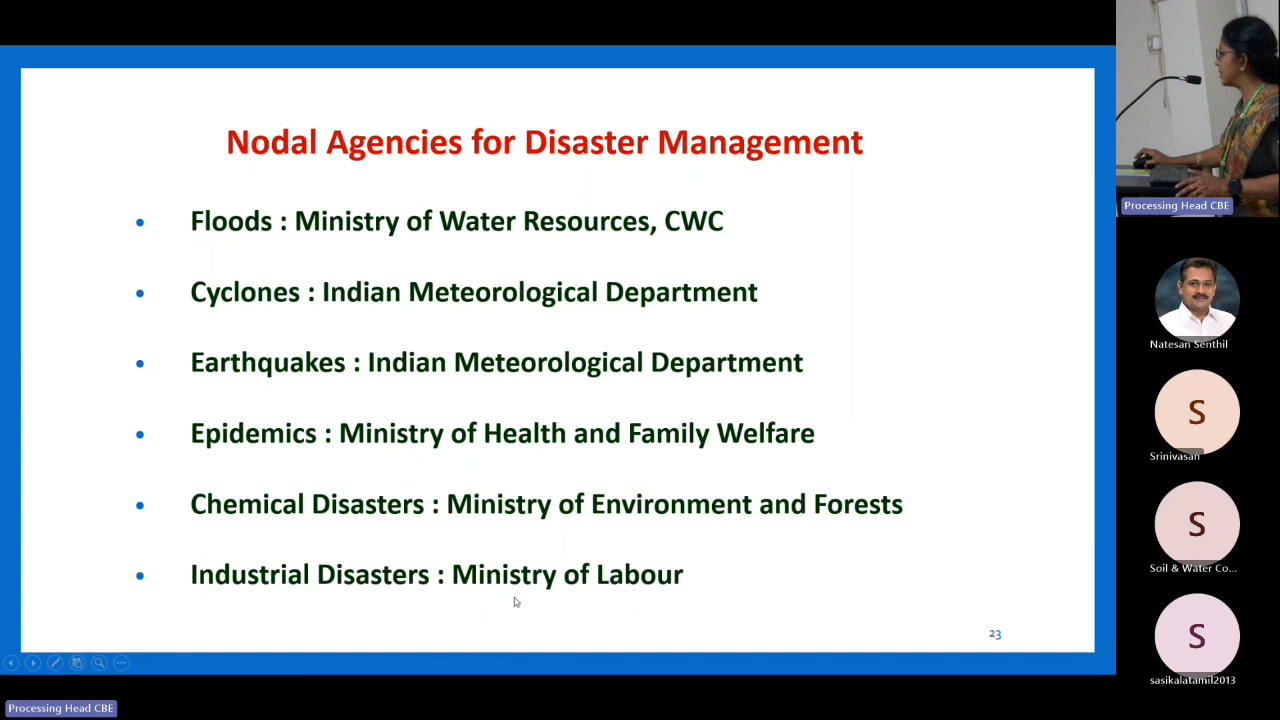 Nodal Agencies for Disaster Management
• Floods : Ministry of Water Resources, CWC
• Cyclones : Indian Meteorological Department
• Earthquakes : Indian Meteorological Department
• Epidemics : Ministry of Health and Family Welfare
• Chemical Disasters : Ministry of Environment and Forests
• Industrial Disasters : Ministry of Labour
23
Processing Head CBE
Natesan Senthil
S
Srinivasan
S
Soil & Water Co...
S
sasikalatamil2013
Processing Head CBE